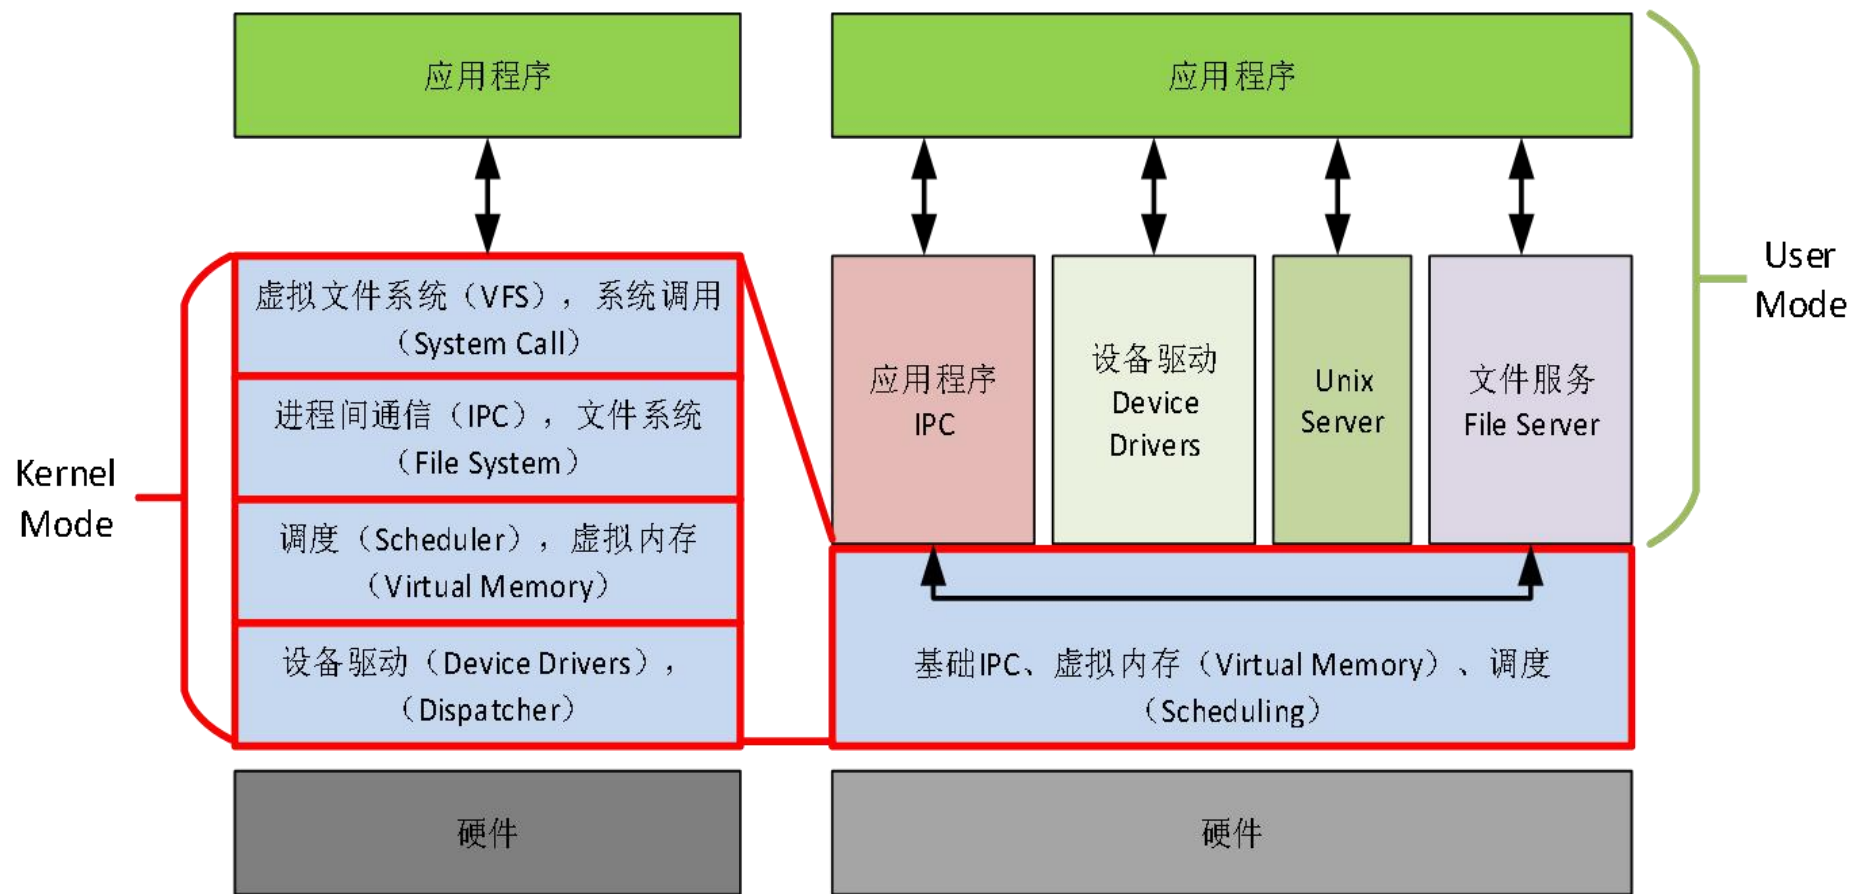 应用程序
应用程序
虚拟文件系统（VFS），系统调用
（System Call）
进程间通信（IPC），文件系统
（File System）
调度（Scheduler），虚拟内存
（Virtual Memory）
设备驱动（Device Drivers），
（Dispatcher）
Kernel
Mode
应用程序
IPC
设备驱动
Device
Drivers
Unix
Server
文件服务
File Server
User
Mode
基础IPC、虚拟内存（Virtual Memory）、调度
（Scheduling）
硬件
硬件